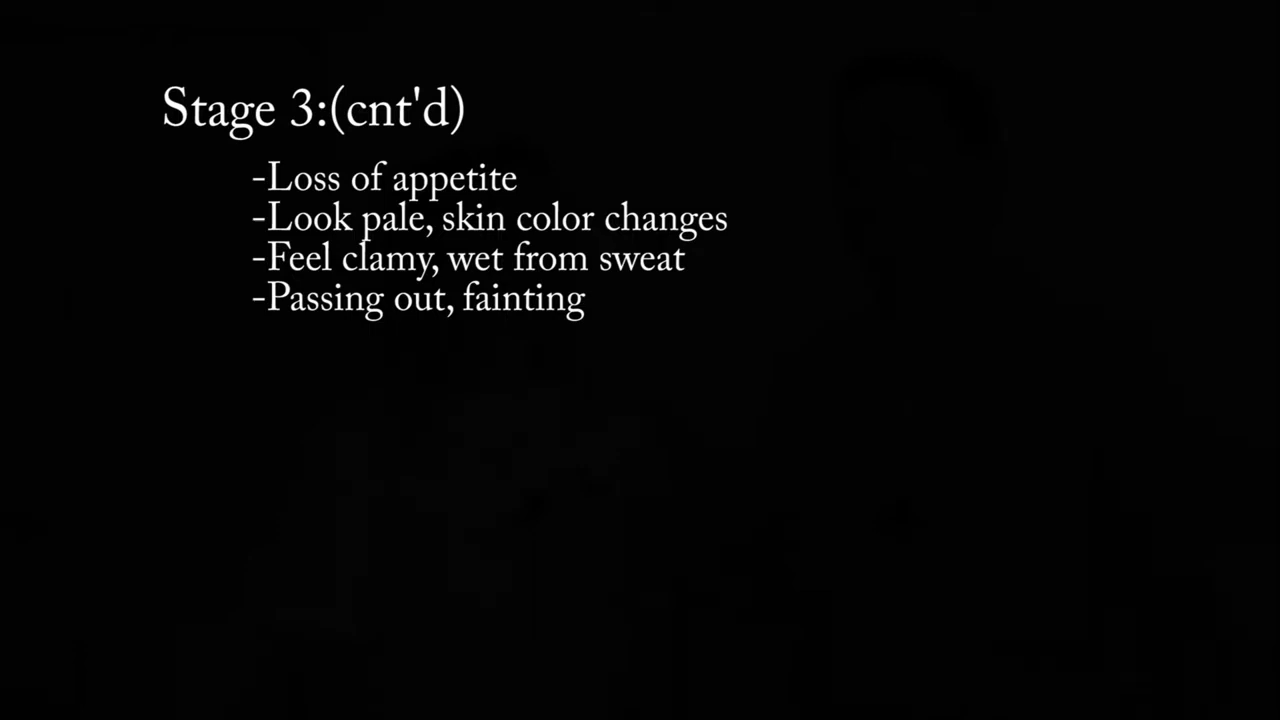 Stage 3:(cnt'd)
-Loss of appetite
-Look pale, skin color changes
-Feel clamy, wet from sweat
-Passing out, fainting